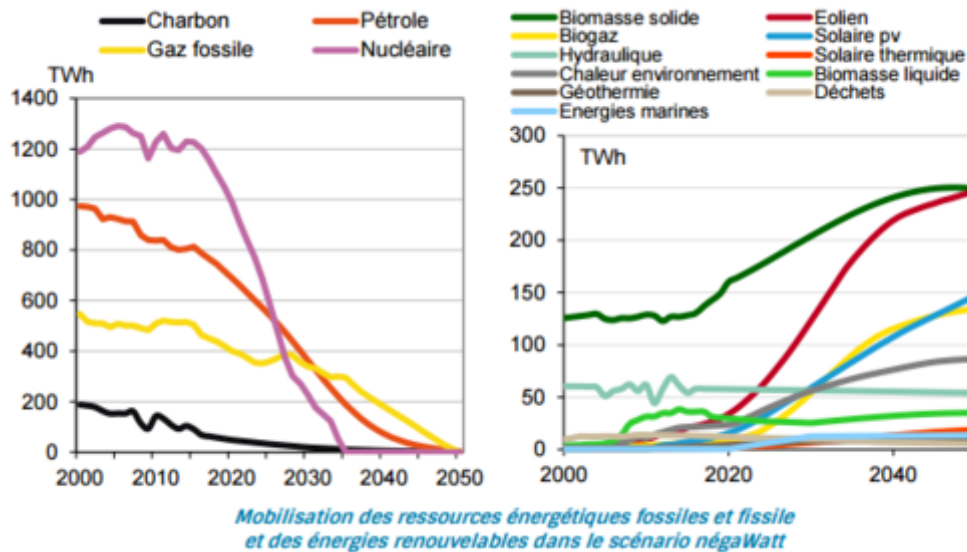 Charbon Pétrole
Gaz fossile Nucléaire
TWh
1400
1200
1000
800
600
400
200
0
2000 2010 2020 2030 2040 2050
Biomasse solide Eolien
Biogaz Solaire pv
Hydraulique Solaire thermique
Chaleur environnement Biomasse liquide
Géothermie Déchets
Energies marines
300
TWh
250
200
150
100
50
0
2000 2020 2040
Mobilisation des ressources énergétiques fossiles et fissile
et des énergies renouvelables dans le scénario négaWatt